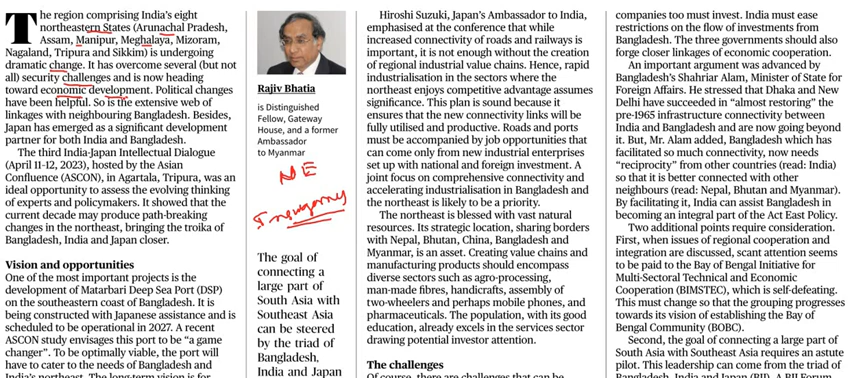 The region comprising India's eight
northeastern States (Arunachal Pradesh,
Assam, Manipur, Meghalaya, Mizoram,
Nagaland, Tripura and Sikkim) is undergoing
dramatic change. It has overcome several (but not
all) security challenges and is now heading
toward economic development. Political changes
have been helpful. So is the extensive web of
linkages with neighbouring Bangladesh. Besides,
Japan has emerged as a significant development
partner for both India and Bangladesh.
The third India-Japan Intellectual Dialogue
(April 11-12, 2023), hosted by the Asian
Confluence (ASCON), in Agartala, Tripura, was an
ideal opportunity to assess the evolving thinking
of experts and policymakers. It showed that the
current decade may produce path-breaking
changes in the northeast, bringing the troika of
Bangladesh, India and Japan closer.
Vision and opportunities
One of the most important projects is the
development of Matarbari Deep Sea Port (DSP)
on the southeastern coast of Bangladesh. It is
being constructed with Japanese assistance and is
scheduled to be operational in 2027. A recent
ASCON study envisages this port to be "a game
changer". To be optimally viable, the port will
have to cater to the needs of Bangladesh and
India's northeast. The long-term vision is for
Rajiv Bhatia
is Distinguished
Fellow, Gateway
House, and a former
Ambassador
to Myanmar
NE
Insurgency
The goal of
connecting a
large part of
South Asia with
Southeast Asia
can be steered
by the triad of
Bangladesh,
India and Japan
Hiroshi Suzuki, Japan's Ambassador to India,
emphasised at the conference that while
increased connectivity of roads and railways is
important, it is not enough without the creation
of regional industrial value chains. Hence, rapid
industrialisation in the sectors where the
northeast enjoys competitive advantage assumes
significance. This plan is sound because it
ensures that the new connectivity links will be
fully utilised and productive. Roads and ports
must be accompanied by job opportunities that
can come only from new industrial enterprises
set up with national and foreign investment. A
joint focus on comprehensive connectivity and
accelerating industrialisation in Bangladesh and
the northeast is likely to be a priority.
The northeast is blessed with vast natural
resources. Its strategic location, sharing borders
with Nepal, Bhutan, China, Bangladesh and
Myanmar, is an asset. Creating value chains and
manufacturing products should encompass
diverse sectors such as agro-processing,
man-made fibres, handicrafts, assembly of
two-wheelers and perhaps mobile phones, and
pharmaceuticals. The population, with its good
education, already excels in the services sector
drawing potential investor attention.
The challenges
Of course, there are challenges that can be
companies too must invest. India must ease
restrictions on the flow of investments from
Bangladesh. The three governments should also
forge closer linkages of economic cooperation.
An important argument was advanced by
Bangladesh's Shahriar Alam, Minister of State for
Foreign Affairs. He stressed that Dhaka and New
Delhi have succeeded in "almost restoring" the
pre-1965 infrastructure connectivity between
India and Bangladesh and are now going beyond
it. But, Mr. Alam added, Bangladesh which has
facilitated so much connectivity, now needs
"reciprocity" from other countries (read: India)
so that it is better connected with other
neighbours (read: Nepal, Bhutan and Myanmar).
By facilitating it, India can assist Bangladesh in
becoming an integral part of the Act East Policy.
Two additional points require consideration.
First, when issues of regional cooperation and
integration are discussed, scant attention seems
to be paid to the Bay of Bengal Initiative for
Multi-Sectoral Technical and Economic
Cooperation (BIMSTEC), which is self-defeating.
This must change so that the grouping progresses
towards its vision of establishing the Bay of
Bengal Community (BOBC).
Second, the goal of connecting a large part of
South Asia with Southeast Asia requires an astute
pilot. This leadership can come from the triad of
Bangladesh, India and Japan (BIJ). A BIJ Forum